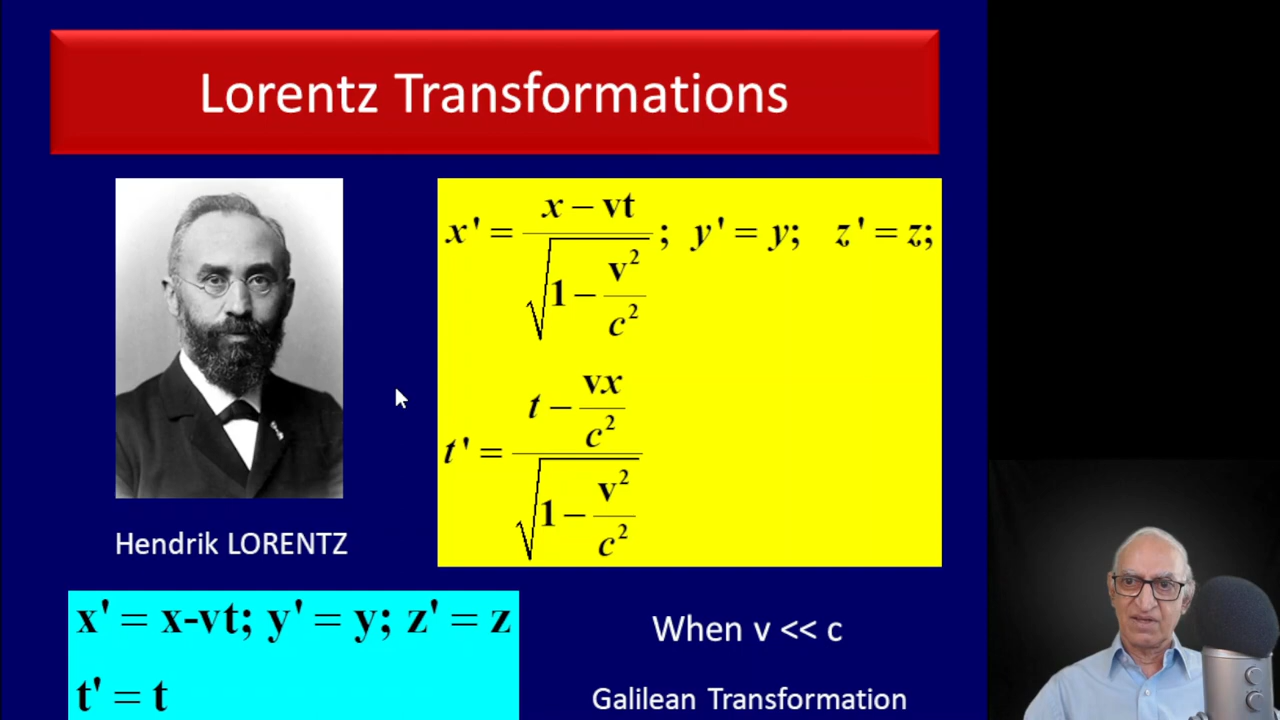 Lorentz Transformations
x' = (x − vt) / √(1 − v²/c²) ; y' = y; z' = z;
t' = (t − vx/c²) / √(1 − v²/c²)
Hendrik LORENTZ
x' = x-vt; y' = y; z' = z
t' = t
When v << c
Galilean Transformation